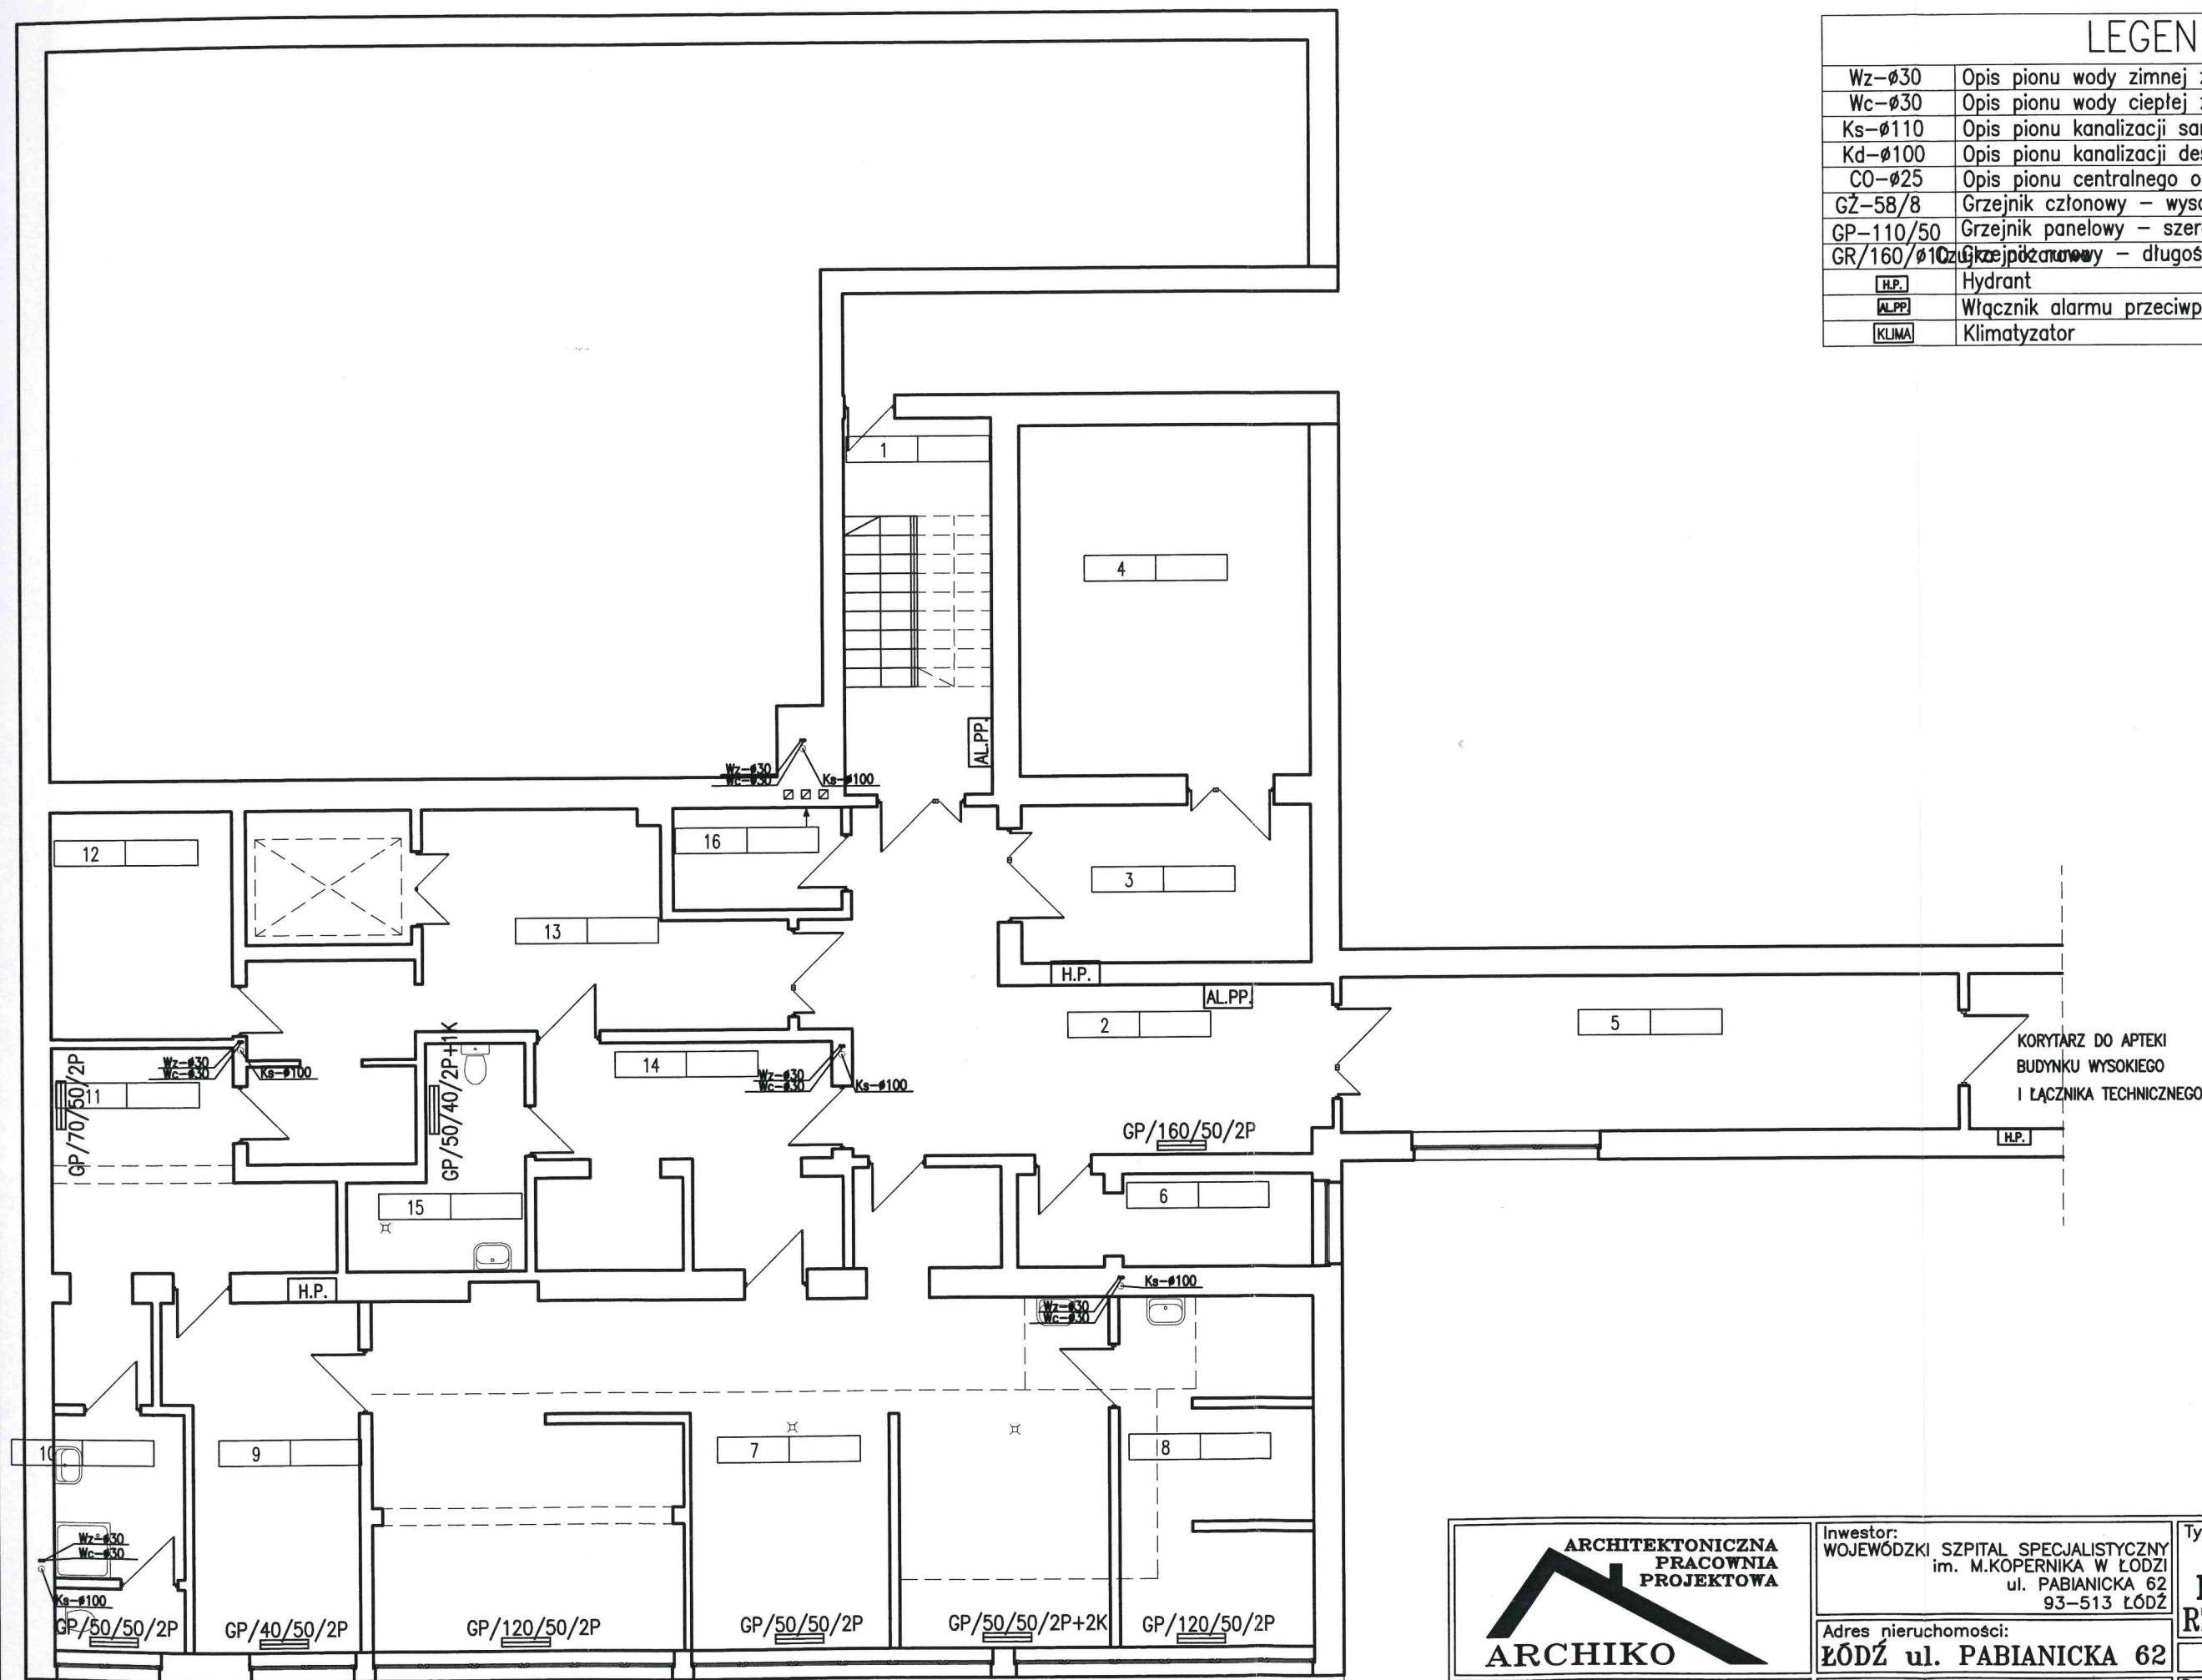 LEGEN
Wz-ø30 Opis pionu wody zimnej
Wc-ø30 Opis pionu wody ciepłej
Ks-ø110 Opis pionu kanalizacji
Kd-ø100 Opis pionu kanalizacji
CO-ø25 Opis pionu centralnego
GŻ-58/8 Grzejnik członowy –
GP-110/50 Grzejnik panelowy –
GR/160/ø10 – długoś
H.P. Hydrant
AL.PP. Włącznik alarmu przeciwp
KLIMA Klimatyzator
1
4
AL.PP.
Wz-ø30
Wc-ø30
Ks-ø100
12
16
3
13
H.P.
AL.PP.
2
5
KORYTARZ DO APTEKI
BUDYNKU WYSOKIEGO
I ŁĄCZNIKA TECHNICZNEGO
H.P.
GP/70/50/2P
Wz-ø30
Wc-ø30
Ks-ø100
11
GP/50/40/2P+1K
14
Wz-ø30
Wc-ø30
Ks-ø100
GP/160/50/2P
15
6
H.P.
Ks-ø100
Wz-ø30
Wc-ø30
10
9
7
8
Wz-ø30
Wc-ø30
Ks-ø100
GP/50/50/2P
GP/40/50/2P
GP/120/50/2P
GP/50/50/2P
GP/50/50/2P+2K
GP/120/50/2P
ARCHITEKTONICZNA
PRACOWNIA
PROJEKTOWA
ARCHIKO
Inwestor:
WOJEWÓDZKI SZPITAL SPECJALISTYCZNY
im. M.KOPERNIKA W ŁODZI
ul. PABIANICKA 62
93-513 ŁÓDŹ
Adres nieruchomości:
ŁÓDŹ ul. PABIANICKA 62
Ty